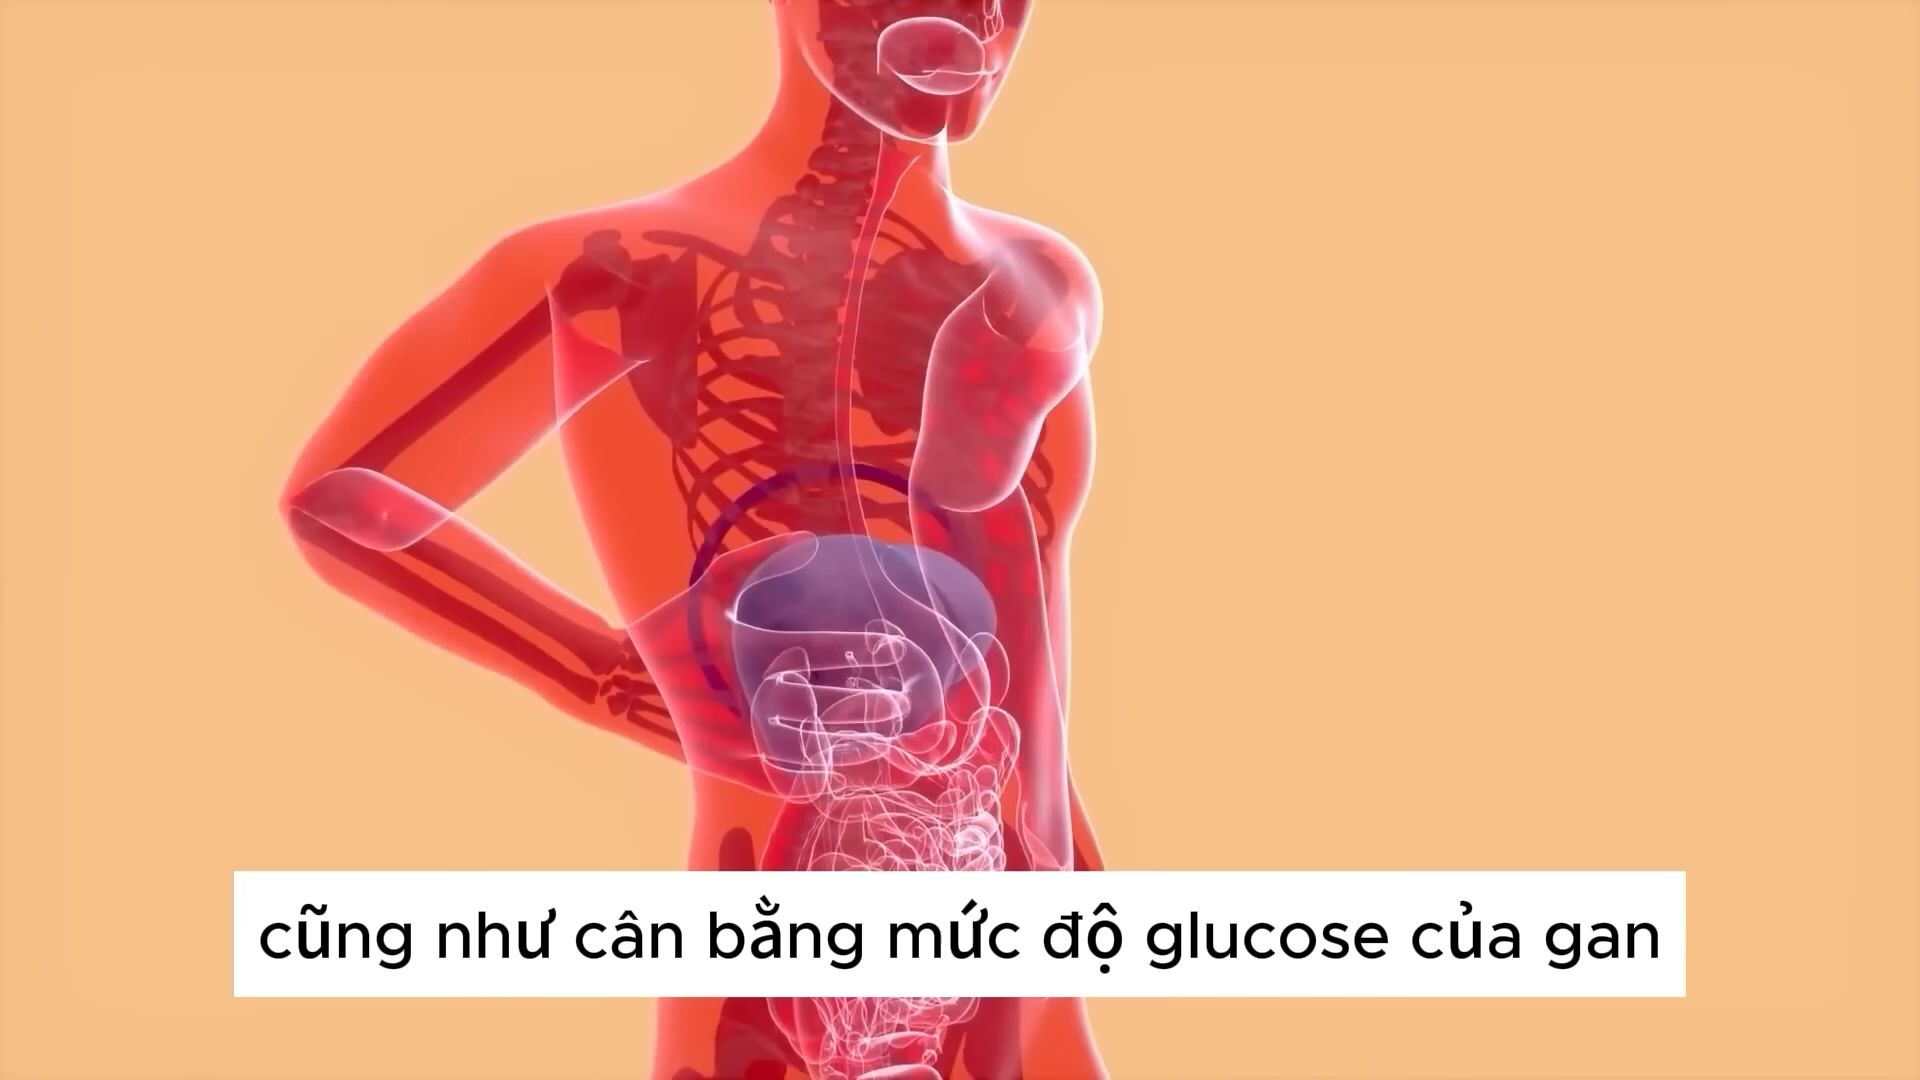 cũng như cân bằng mức độ glucose của gan